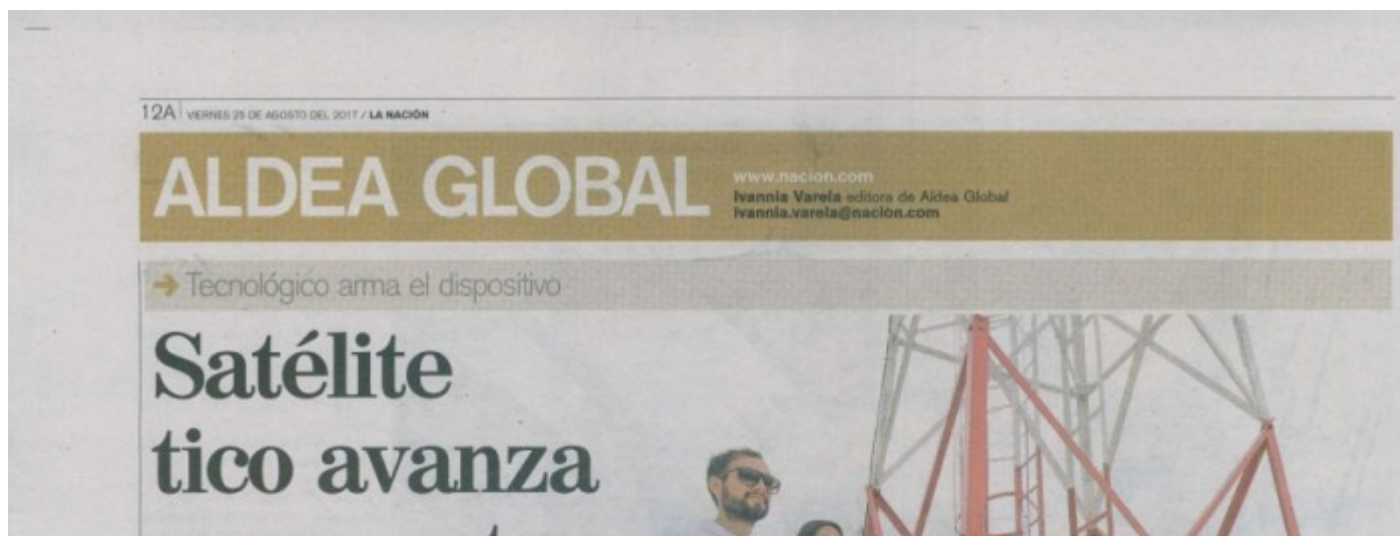 12A VIERNES 25 DE AGOSTO DEL 2017 / LA NACIÓN
ALDEA GLOBAL
www.nacion.com
Ivannia Varela editora de Aldea Global
ivannia.varela@nacion.com
→ Tecnológico arma el dispositivo
Satélite
tico avanza